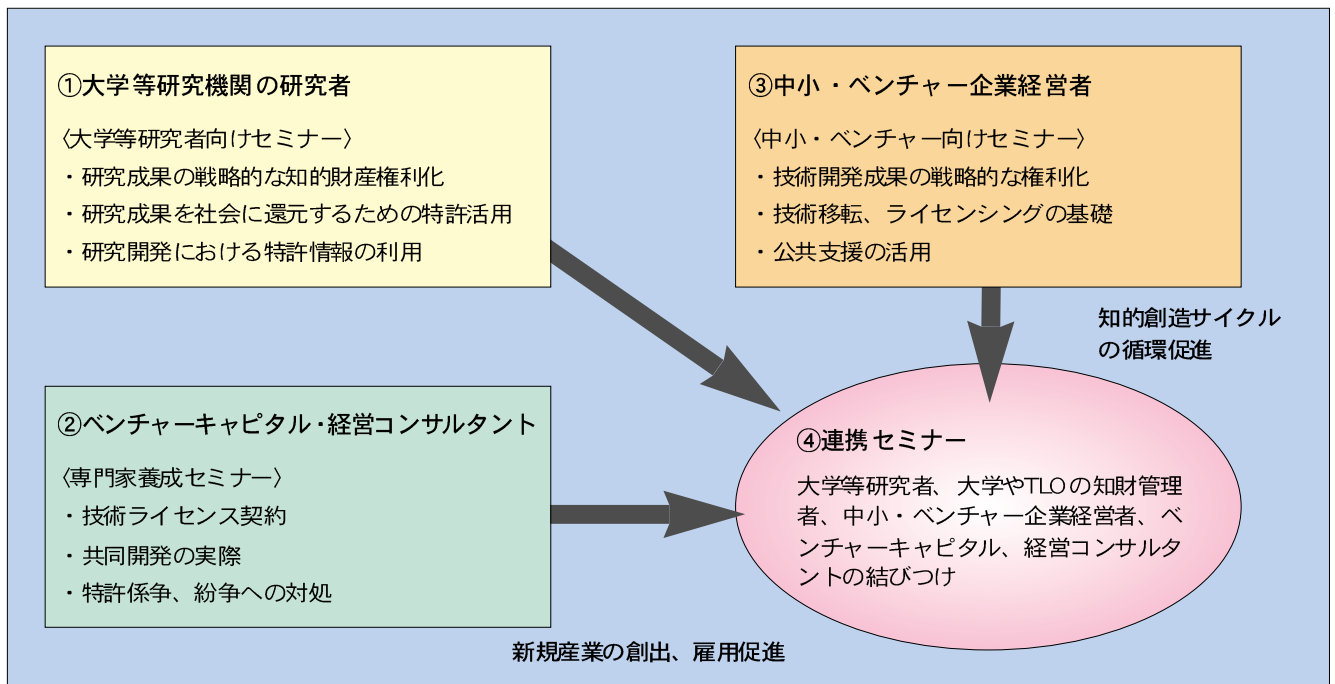 ①大学等研究機関の研究者
〈大学等研究者向けセミナー〉
・研究成果の戦略的な知的財産権利化
・研究成果を社会に還元するための特許活用
・研究開発における特許情報の利用
②ベンチャーキャピタル・経営コンサルタント
〈専門家養成セミナー〉
・技術ライセンス契約
・共同開発の実際
・特許係争、紛争への対処
③中小・ベンチャー企業経営者
〈中小・ベンチャー向けセミナー〉
・技術開発成果の戦略的な権利化
・技術移転、ライセンシングの基礎
・公共支援の活用
知的創造サイクル
の循環促進
④連携セミナー
大学等研究者、大学やTLOの知財管理
者、中小・ベンチャー企業経営者、ベ
ンチャーキャピタル、経営コンサルタ
ントの結びつけ
新規産業の創出、雇用促進